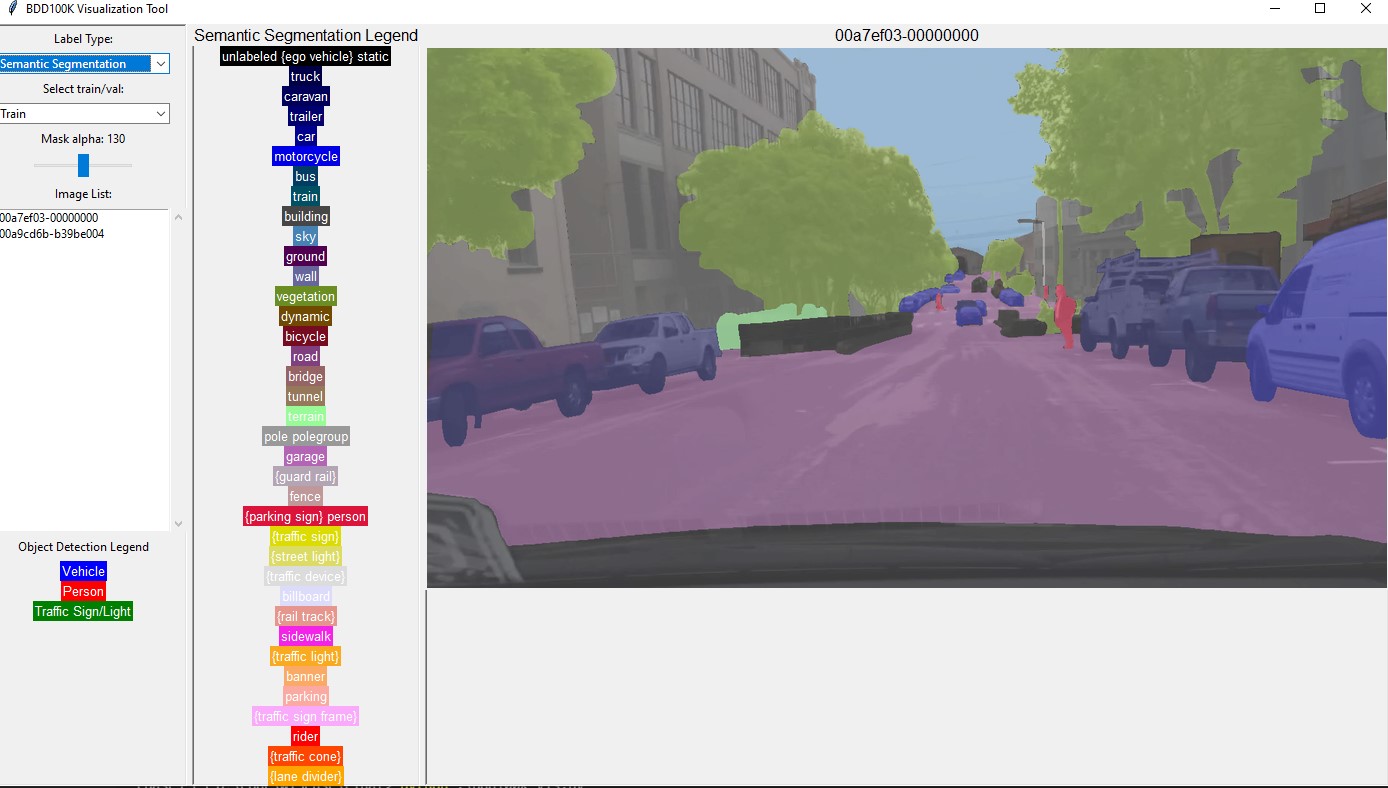 BDD100K Visualization Tool
Label Type:
Semantic Segmentation
Select train/val:
Train
Mask alpha: 130
Image List:
00a7ef03-00000000
00a9cd6b-b39be004
Object Detection Legend
Vehicle
Person
Traffic Sign/Light
Semantic Segmentation Legend
unlabeled {ego vehicle} static
truck
caravan
trailer
car
motorcycle
bus
train
building
sky
ground
wall
vegetation
dynamic
bicycle
road
bridge
tunnel
terrain
pole polegroup
garage
{guard rail}
fence
{parking sign} person
{traffic sign}
{street light}
{traffic device}
billboard
{rail track}
sidewalk
{traffic light}
banner
parking
{traffic sign frame}
rider
{traffic cone}
{lane divider}
00a7ef03-00000000